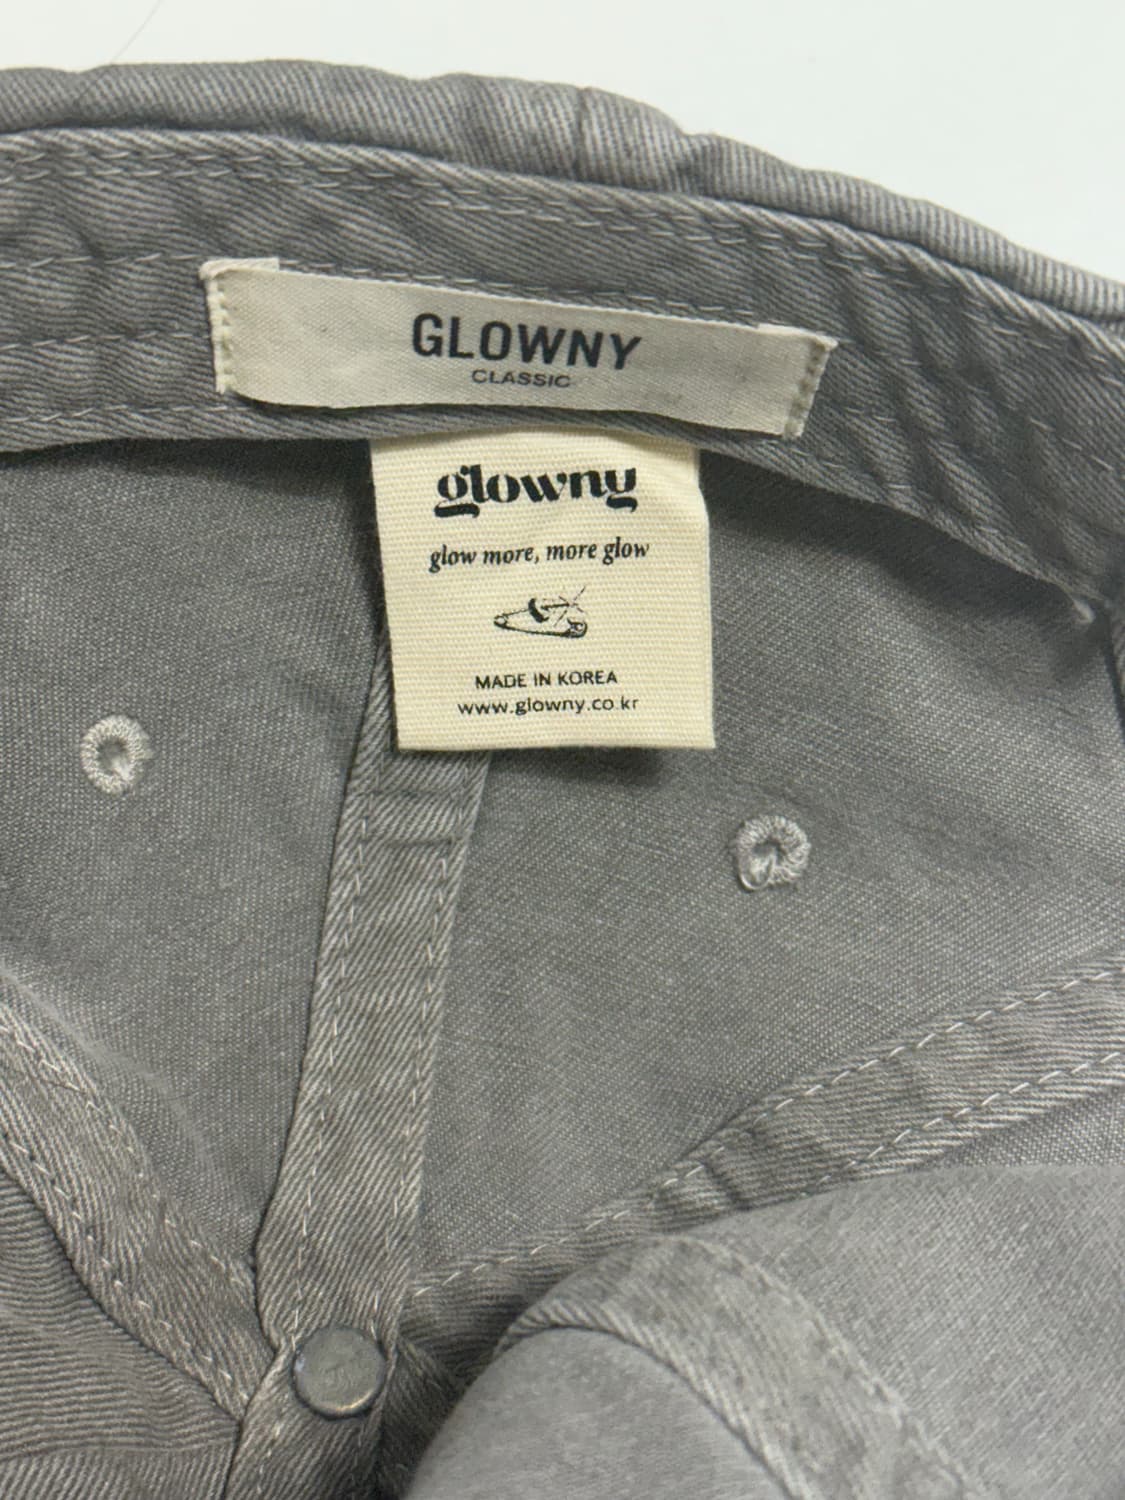 GLOWNY
CLASSIC
glowny
glow more, more glow
MADE IN KOREA
www.glowny.co.kr